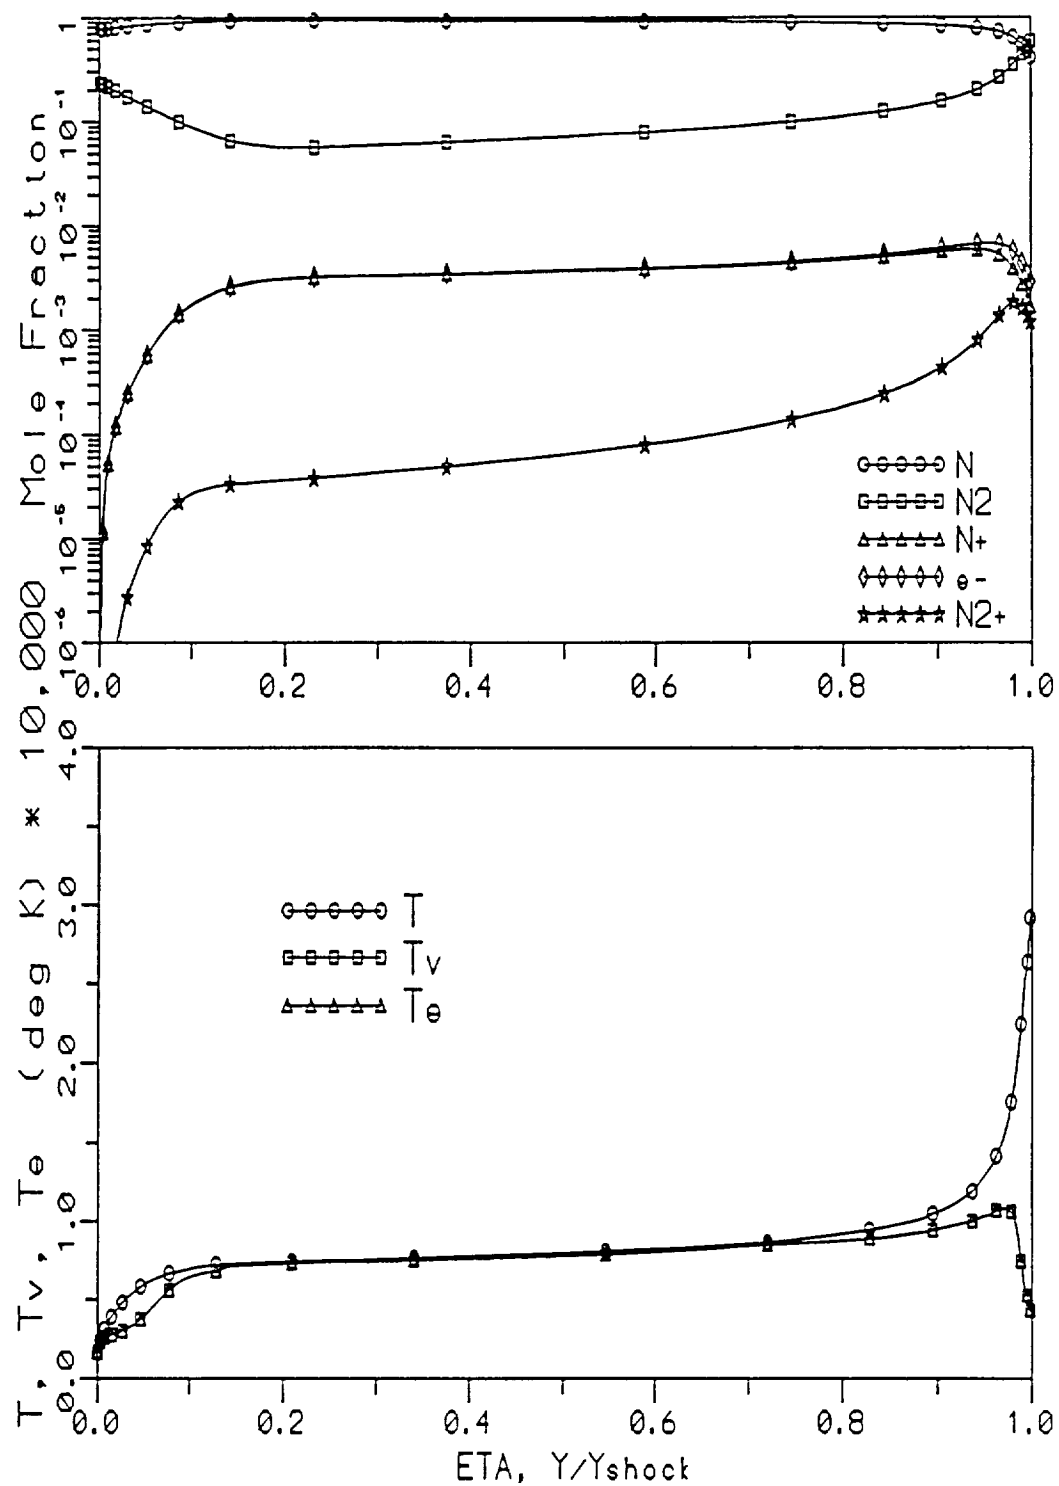 Mole Fraction
1
10-1
10-2
10-3
10-4
10-5
10-6
N
N2
N+
e-
N2+
0.0 0.2 0.4 0.6 0.8 1.0
T, Tv, Te (deg K) * 10,000
4.0
3.0
2.0
1.0
0.0
T
Tv
Te
0.0 0.2 0.4 0.6 0.8 1.0
ETA, Y/Yshock